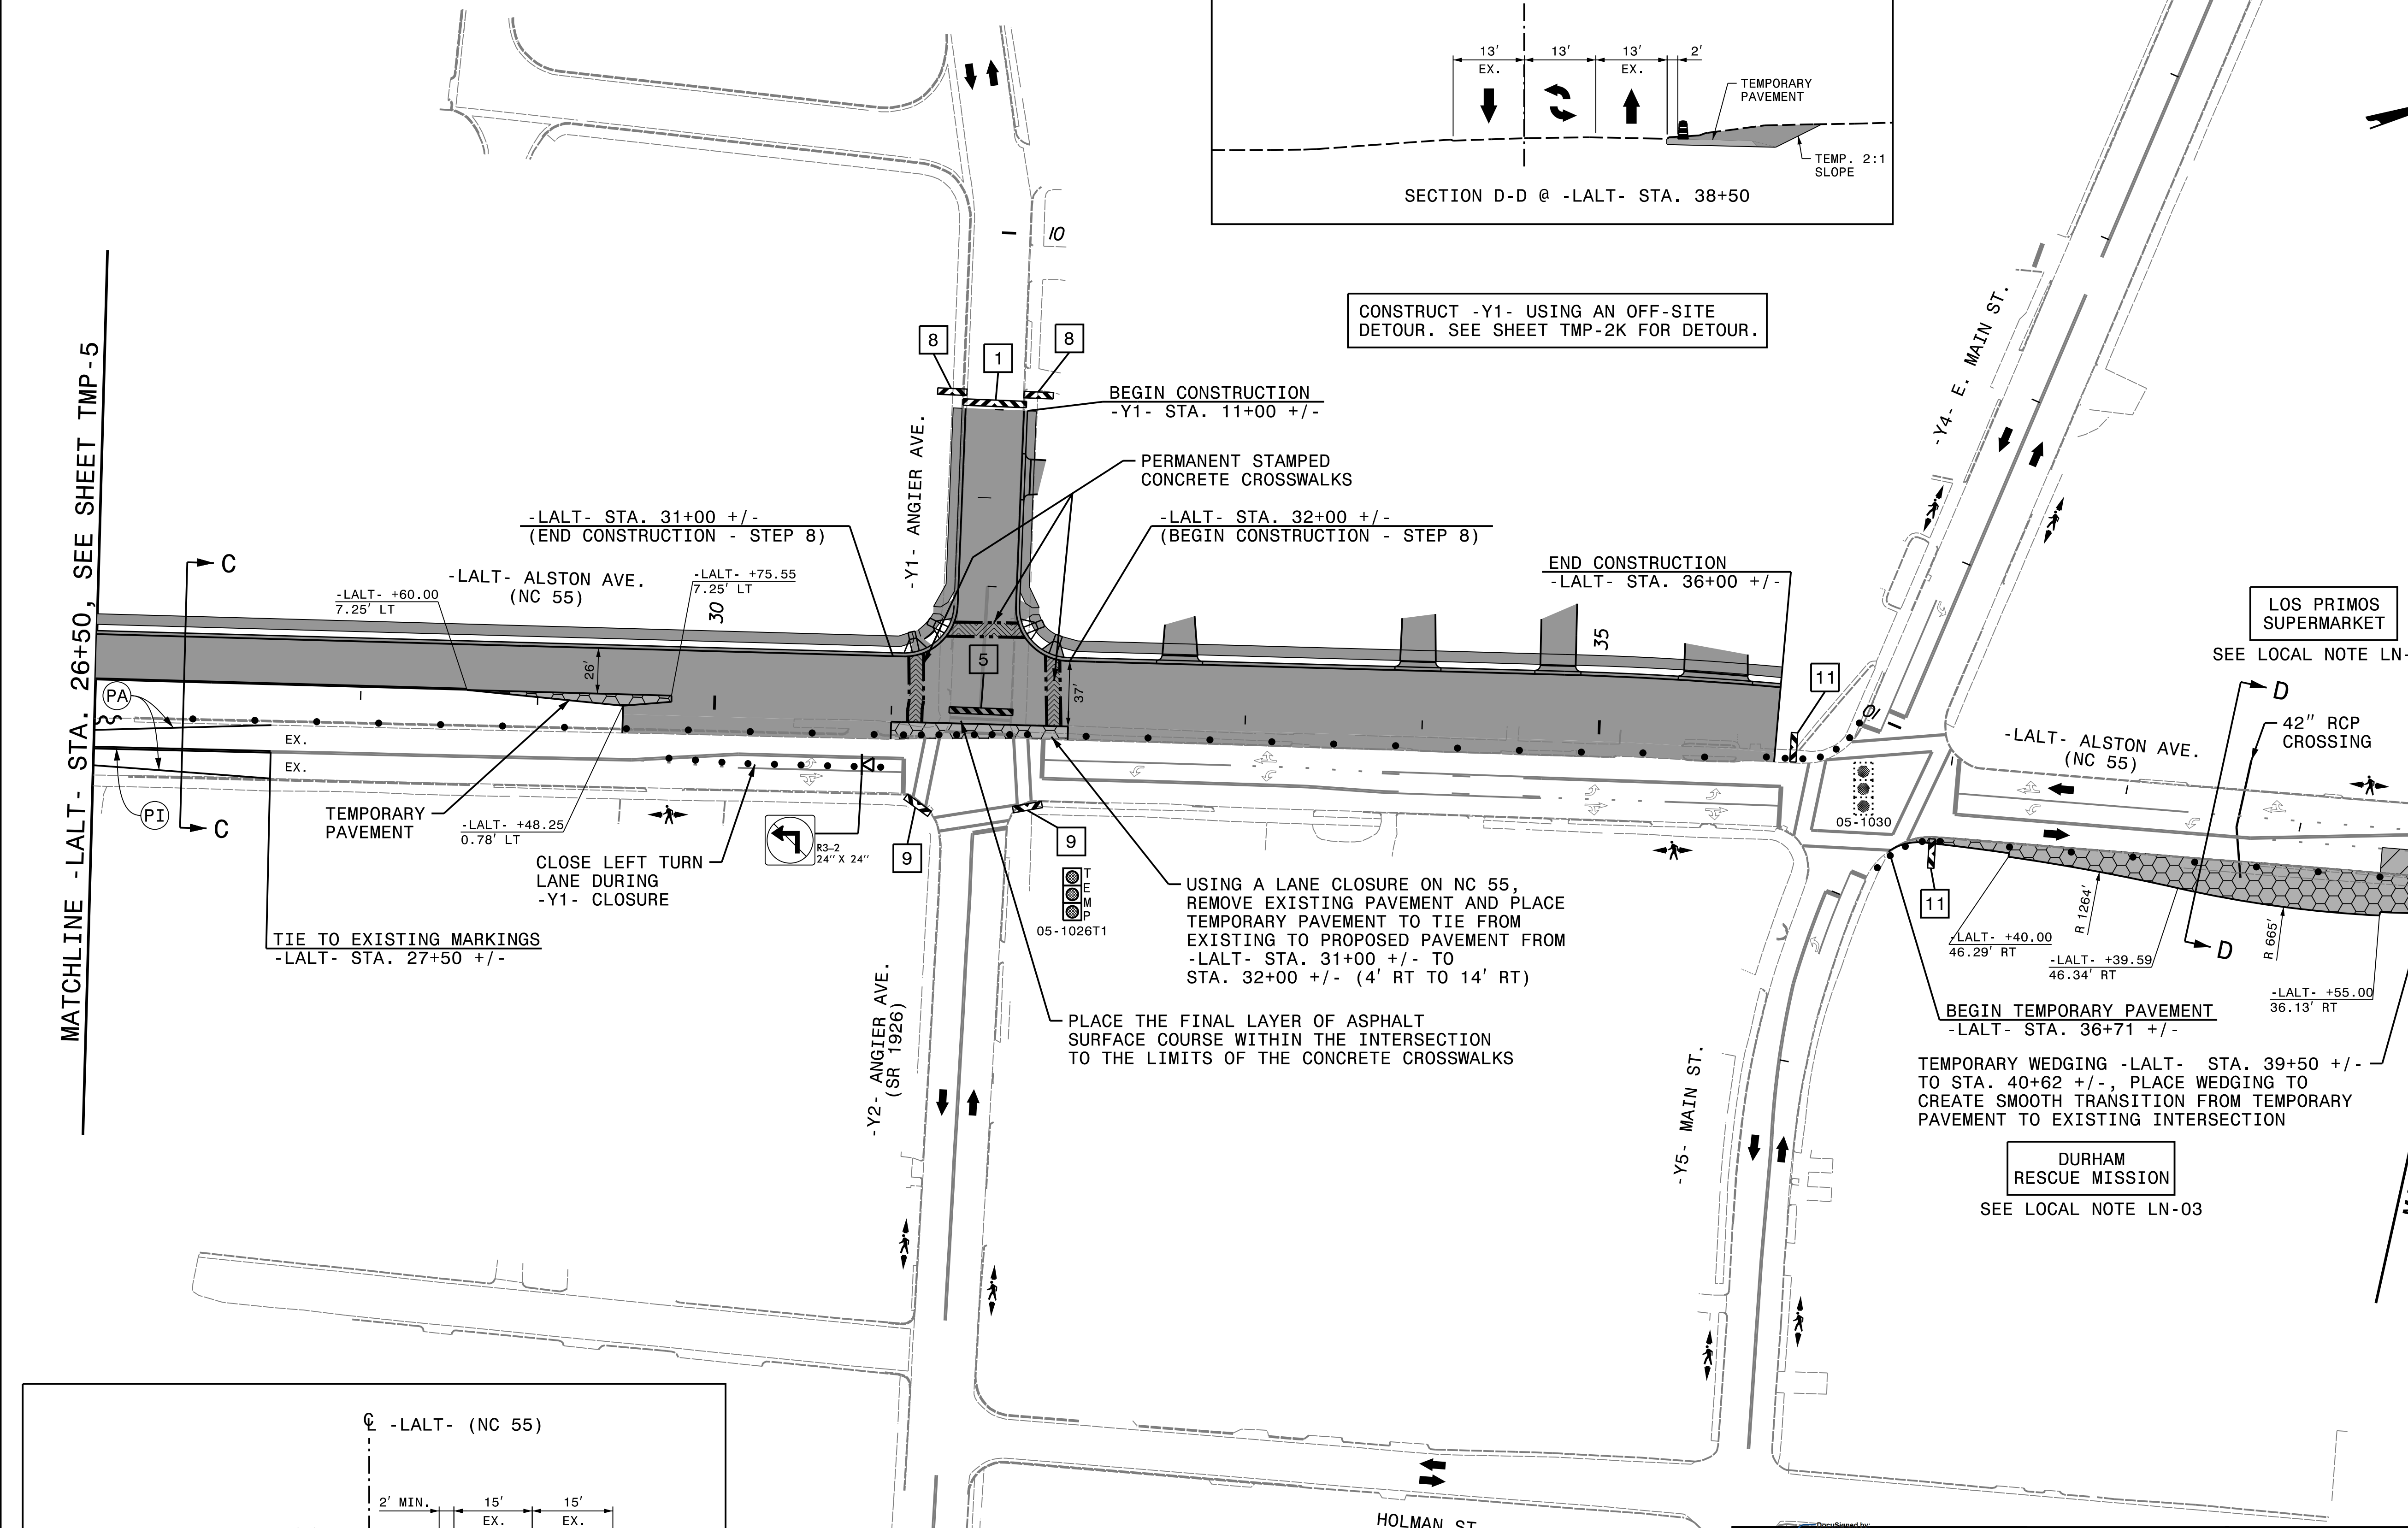 13' 13' 13' 2'
EX. EX.
TEMPORARY
PAVEMENT
TEMP. 2:1
SLOPE
SECTION D-D @ -LALT- STA. 38+50
10
CONSTRUCT -Y1- USING AN OFF-SITE
DETOUR. SEE SHEET TMP-2K FOR DETOUR.
-Y4- E. MAIN ST.
MATCHLINE -LALT- STA. 26+50, SEE SHEET TMP-5
8
1
8
BEGIN CONSTRUCTION
-Y1- STA. 11+00 +/-
-Y1- ANGIER AVE.
PERMANENT STAMPED
CONCRETE CROSSWALKS
-LALT- STA. 31+00 +/-
(END CONSTRUCTION - STEP 8)
-LALT- STA. 32+00 +/-
(BEGIN CONSTRUCTION - STEP 8)
END CONSTRUCTION
-LALT- STA. 36+00 +/-
C
-LALT- ALSTON AVE.
(NC 55)
-LALT- +60.00
7.25' LT
-LALT- +75.55
7.25' LT
30
35
26'
5
37'
11
10
LOS PRIMOS
SUPERMARKET
SEE LOCAL NOTE LN-
D
42" RCP
CROSSING
-LALT- ALSTON AVE.
(NC 55)
PA
EX.
EX.
PI
C
TEMPORARY
PAVEMENT
-LALT- +48.25
0.78' LT
CLOSE LEFT TURN
LANE DURING
-Y1- CLOSURE
R3-2
24" X 24"
9
9
TEMP
05-1026T1
05-1030
11
TIE TO EXISTING MARKINGS
-LALT- STA. 27+50 +/-
USING A LANE CLOSURE ON NC 55,
REMOVE EXISTING PAVEMENT AND PLACE
TEMPORARY PAVEMENT TO TIE FROM
EXISTING TO PROPOSED PAVEMENT FROM
-LALT- STA. 31+00 +/- TO
STA. 32+00 +/- (4' RT TO 14' RT)
PLACE THE FINAL LAYER OF ASPHALT
SURFACE COURSE WITHIN THE INTERSECTION
TO THE LIMITS OF THE CONCRETE CROSSWALKS
-Y2- ANGIER AVE.
(SR 1926)
-Y5- MAIN ST.
-LALT- +40.00
46.29' RT
R 1264'
-LALT- +39.59
46.34' RT
D
R 665'
-LALT- +55.00
36.13' RT
BEGIN TEMPORARY PAVEMENT
-LALT- STA. 36+71 +/-
TEMPORARY WEDGING -LALT- STA. 39+50 +/-
TO STA. 40+62 +/-, PLACE WEDGING TO
CREATE SMOOTH TRANSITION FROM TEMPORARY
PAVEMENT TO EXISTING INTERSECTION
DURHAM
RESCUE MISSION
SEE LOCAL NOTE LN-03
℄ -LALT- (NC 55)
2' MIN. 15' 15'
EX. EX.
HOLMAN ST
DocuSigned by: